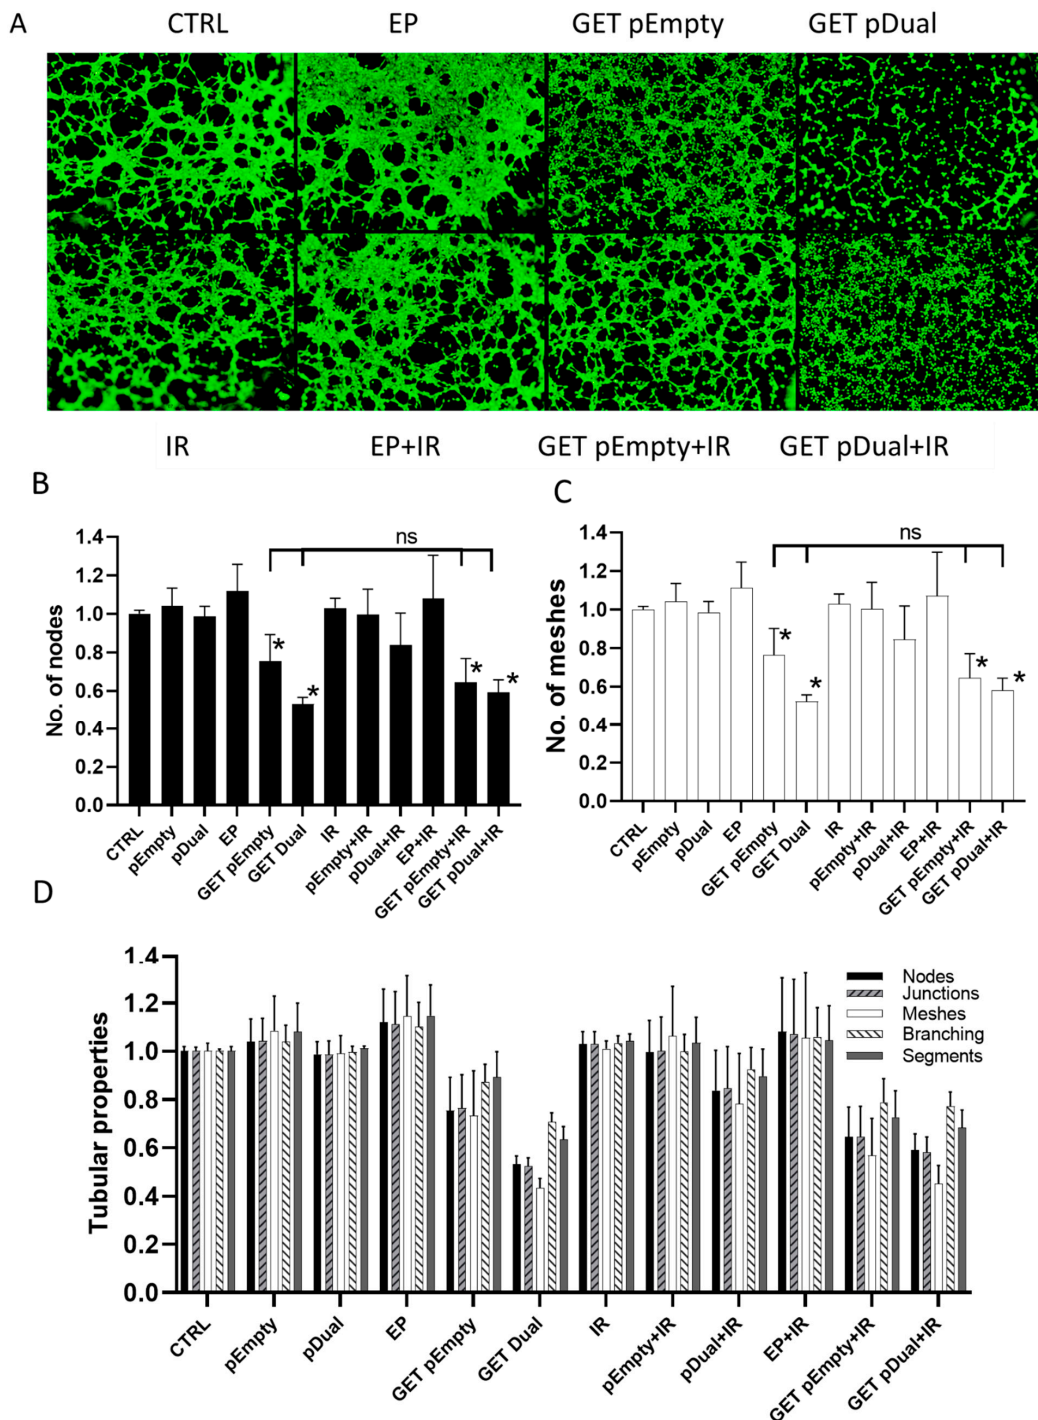 A CTRL EP GET pEmpty GET pDual
IR EP+IR GET pEmpty+IR GET pDual+IR
B
No. of nodes
1.4
1.2
1.0
0.8
0.6
0.4
0.2
0.0
ns
*
*
*
*
CTRL
pEmpty
pDual
EP
GET pEmpty
GET Dual
IR
pEmpty+IR
pDual+IR
EP+IR
GET pEmpty+IR
GET pDual+IR
C
No. of meshes
1.4
1.2
1.0
0.8
0.6
0.4
0.2
0.0
ns
*
*
*
*
CTRL
pEmpty
pDual
EP
GET pEmpty
GET Dual
IR
pEmpty+IR
pDual+IR
EP+IR
GET pEmpty+IR
GET pDual+IR
D
Tubular properties
1.4
1.2
1.0
0.8
0.6
0.4
0.2
0.0
Nodes
Junctions
Meshes
Branching
Segments
CTRL
pEmpty
pDual
EP
GET pEmpty
GET Dual
IR
pEmpty+IR
pDual+IR
EP+IR
GET pEmpty+IR
GET pDual+IR